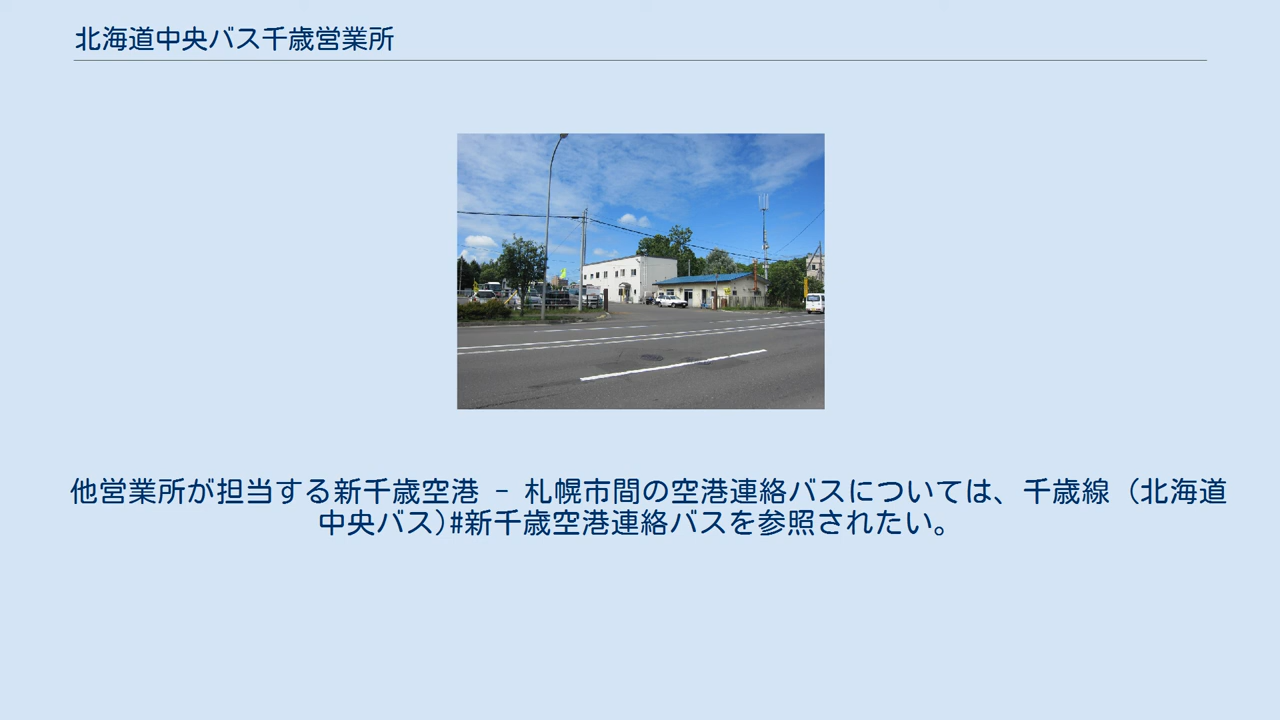 北海道中央バス千歳営業所
他営業所が担当する新千歳空港 - 札幌市間の空港連絡バスについては、千歳線 (北海道
中央バス)#新千歳空港連絡バスを参照されたい。